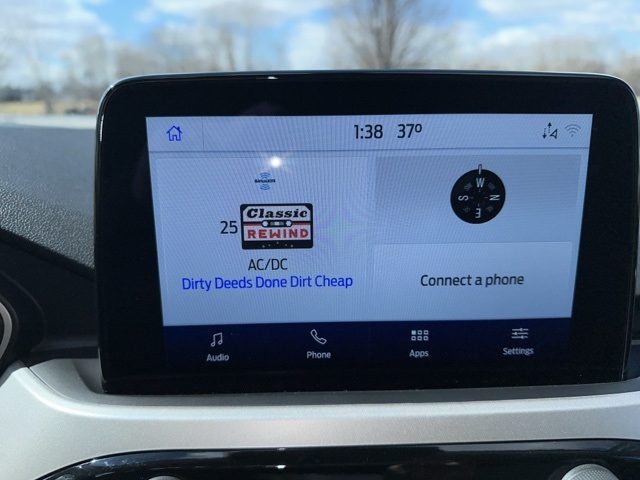 1:38 37°
SiriusXM
25 Classic
REWIND
AC/DC
Dirty Deeds Done Dirt Cheap
W
S N
E
Connect a phone
Audio Phone Apps Settings